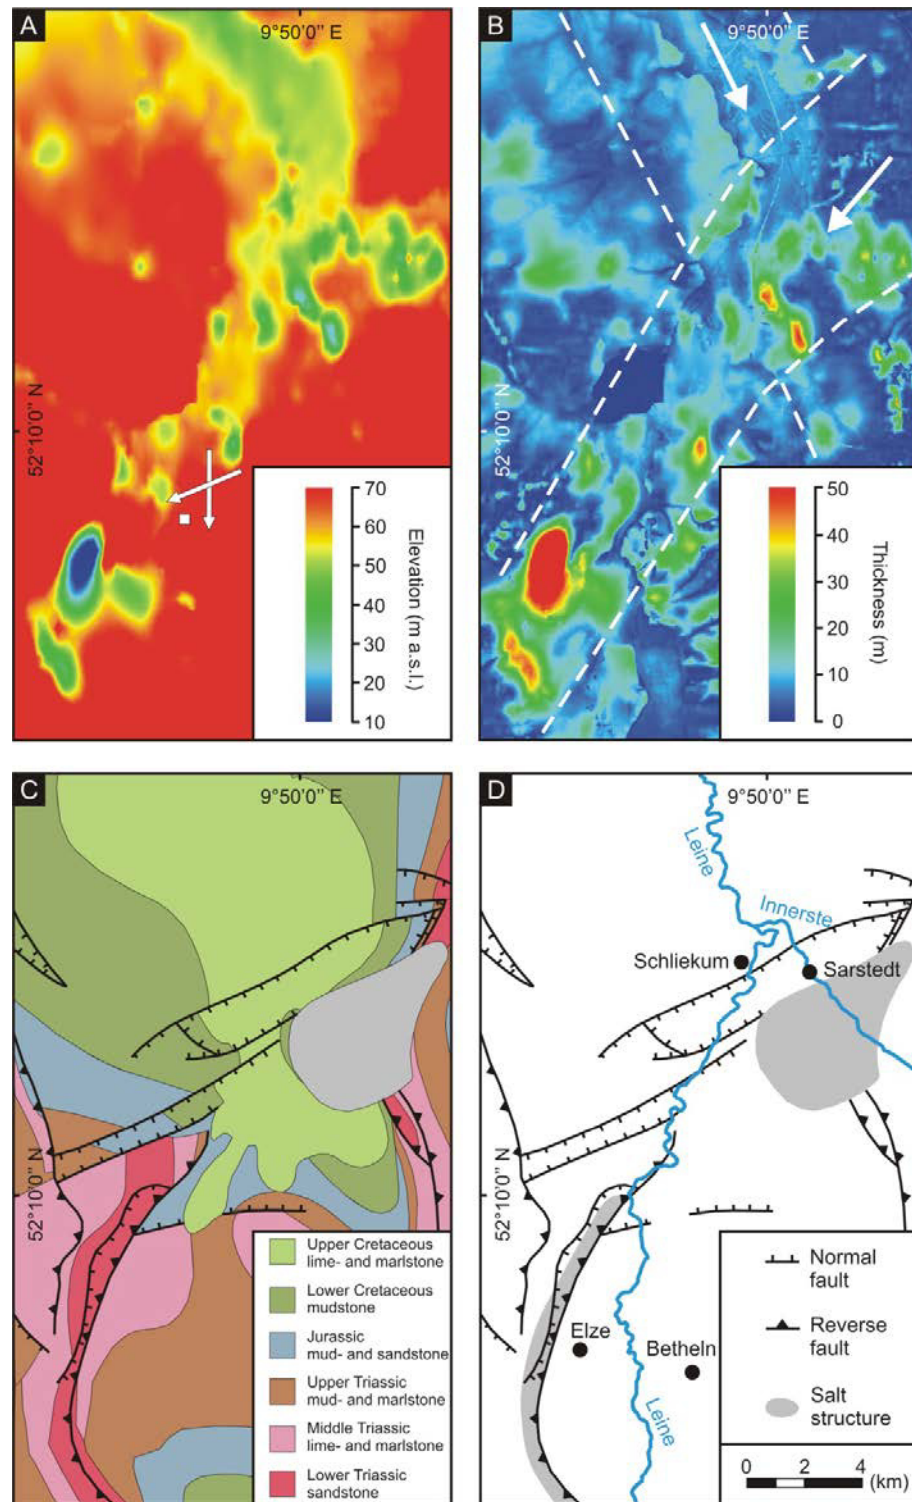 A
9°50'0'' E
52°10'0'' N
70
60
50
40
30
20
10
Elevation (m a.s.l.)
B
9°50'0'' E
52°10'0'' N
50
40
30
20
10
0
Thickness (m)
C
9°50'0'' E
52°10'0'' N
Upper Cretaceous
lime- and marlstone
Lower Cretaceous
mudstone
Jurassic
mud- and sandstone
Upper Triassic
mud- and marlstone
Middle Triassic
lime- and marlstone
Lower Triassic
sandstone
D
9°50'0'' E
Leine
Innerste
Schliekum
Sarstedt
52°10'0'' N
Elze
Betheln
Leine
Normal
fault
Reverse
fault
Salt
structure
0 2 4 (km)